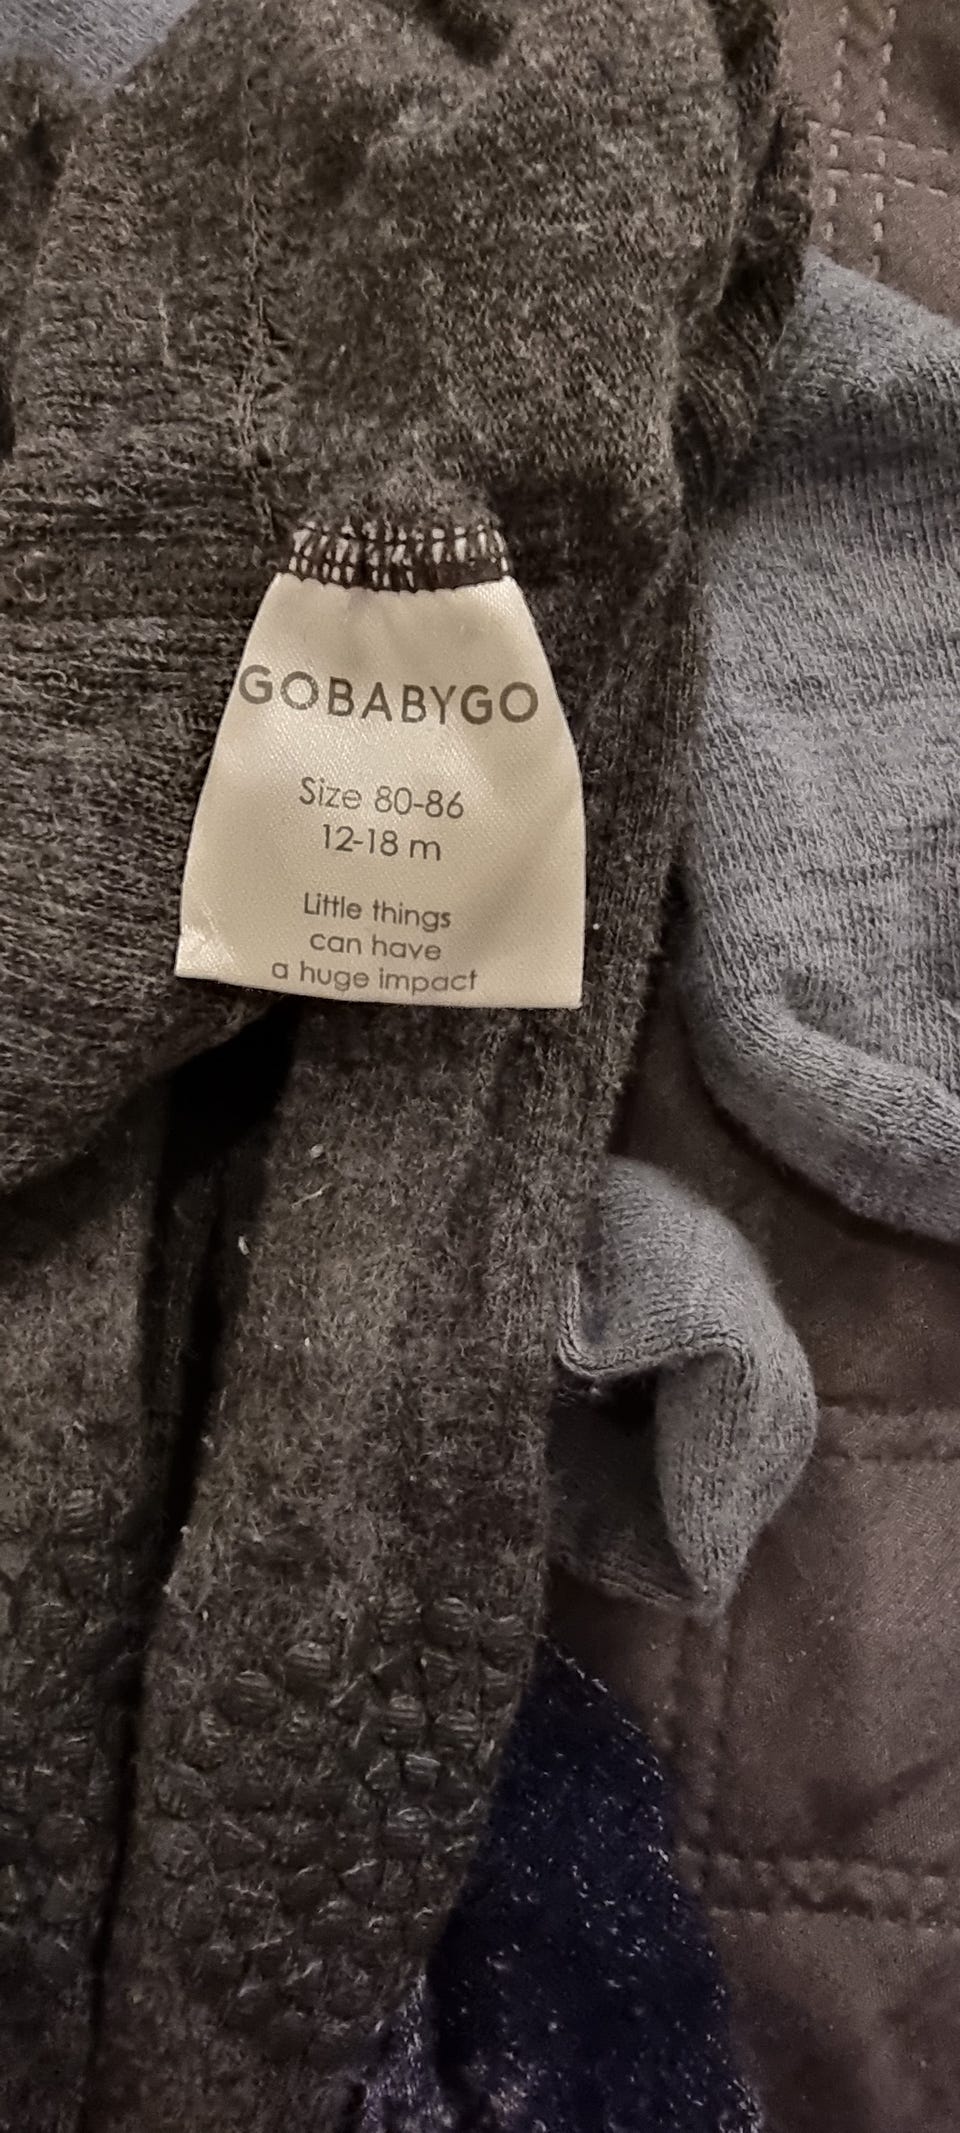 GOBABYGO
Size 80-86
12-18 m
Little things
can have
a huge impact